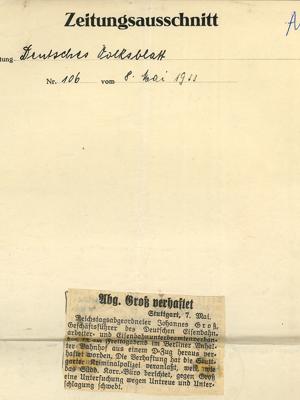 Zeitungsausschnitt
A
tung Deutsches Volksblatt
Nr. 106 vom 8. Mai 1933
Abg. Groß verhaftet
Stuttgart, 7. Mai.
Reichstagsabgeordneter Johannes Groß,
Geschäftsführer des Deutschen Eisenbahn-
arbeiter- und Eisenbahnunterbeamtenverban-
des, ist am Freitagabend im Berliner Anhal-
ter Bahnhof aus einem D-Zug heraus ver-
haftet worden. Die Verhaftung hat die Stutt-
garter Kriminalpolizei veranlaßt, weil, wie
das Südd. Korr.-Büro berichtet, gegen Groß
eine Untersuchung wegen Untreue und Unter-
schlagung schwebt.